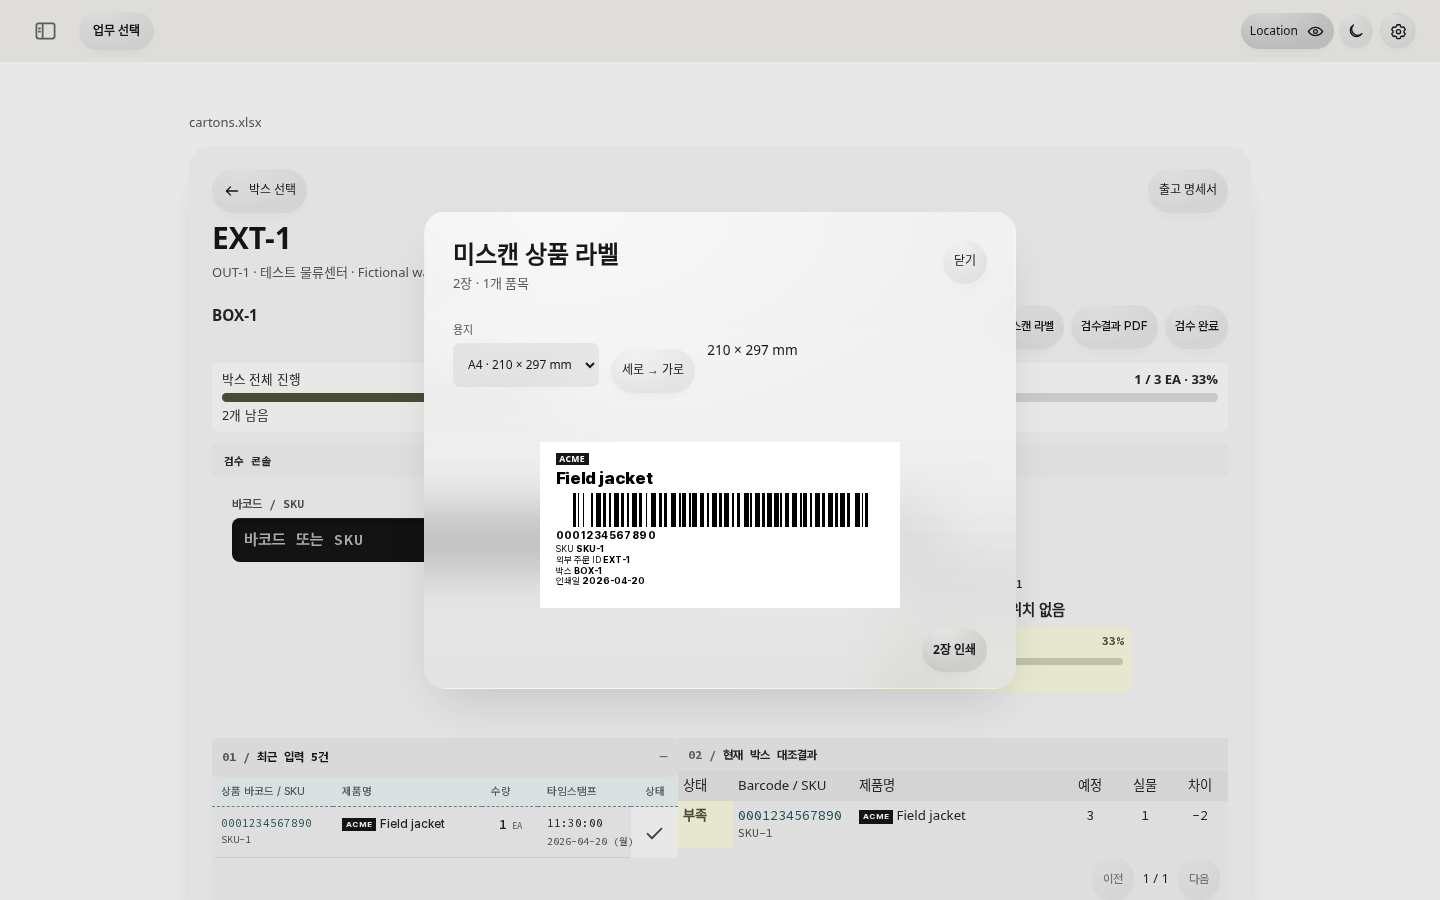 업무 선택
Location
cartons.xlsx
박스 선택
출고 명세서
EXT-1
OUT-1 · 테스트 물류센터 · Fictional
BOX-1
스캔 라벨
검수결과 PDF
검수 완료
박스 전체 진행
1 / 3 EA · 33%
2개 남음
검수 콘솔
바코드 / SKU
바코드 또는 SKU
미스캔 상품 라벨
2장 · 1개 품목
닫기
용지
A4 · 210 × 297 mm
세로 → 가로
210 × 297 mm
ACME
Field jacket
0001234567890
SKU SKU-1
외부 주문 ID EXT-1
박스 BOX-1
인쇄일 2026-04-20
2장 인쇄
1
위치 없음
33%
01 / 최근 입력 5건
–
상품 바코드 / SKU 제품명 수량 타임스탬프 상태
0001234567890 ACME Field jacket 1 EA 11:30:00
SKU-1 2026-04-20 (월)
02 / 현재 박스 대조결과
상태 Barcode / SKU 제품명 예정 실물 차이
부족 0001234567890 ACME Field jacket 3 1 -2
SKU-1
이전 1 / 1 다음